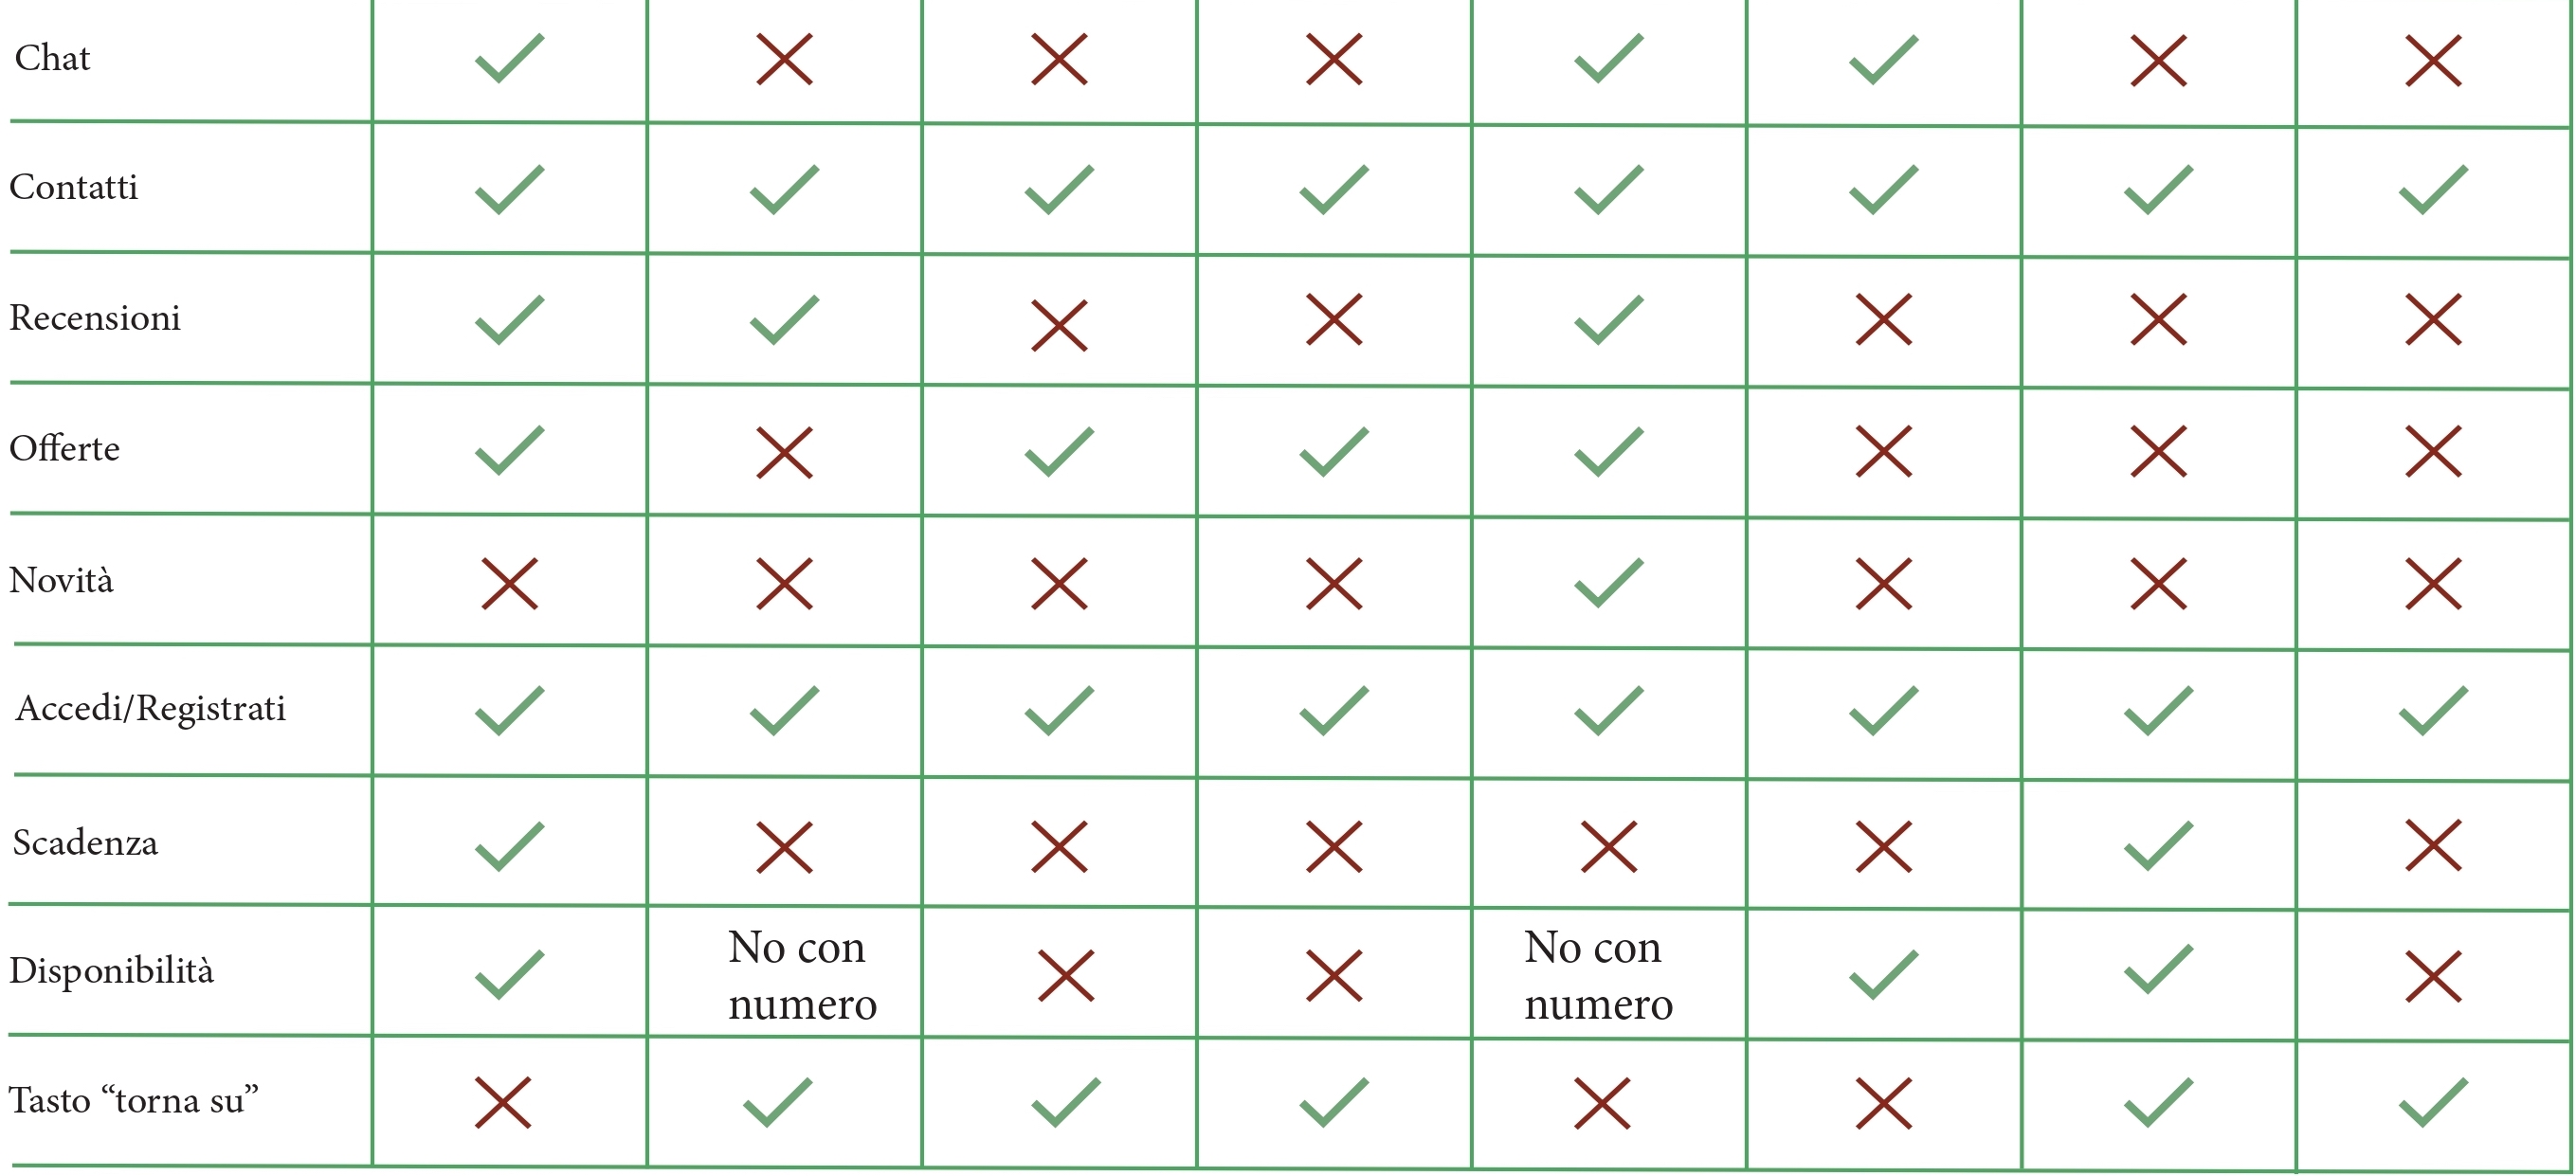 Chat
Contatti
Recensioni
Offerte
Novità
Accedi/Registrati
Scadenza
Disponibilità
No con
numero
No con
numero
Tasto “torna su”